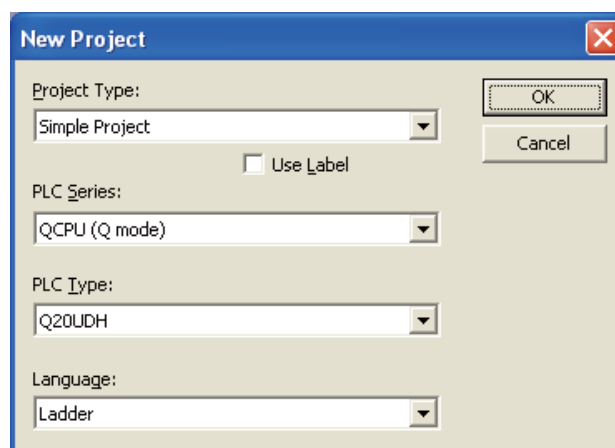 New Project
Project Type:
OK
Simple Project
Cancel
Use Label
PLC Series:
QCPU (Q mode)
PLC Type:
Q20UDH
Language:
Ladder